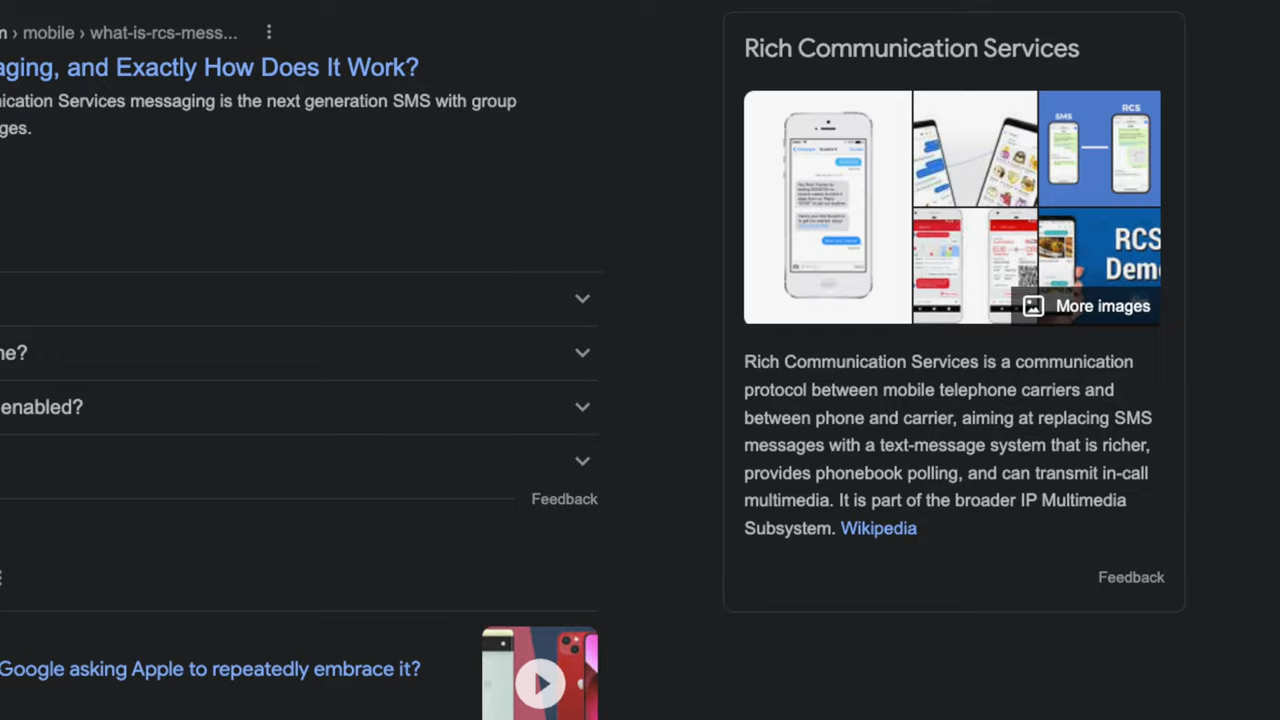 m › mobile › what-is-rcs-mess...
aging, and Exactly How Does It Work?
ication Services messaging is the next generation SMS with group
ges.
ne?
enabled?
Feedback
Google asking Apple to repeatedly embrace it?
Rich Communication Services
SMS
RCS
RCS
Demo
More images
Rich Communication Services is a communication
protocol between mobile telephone carriers and
between phone and carrier, aiming at replacing SMS
messages with a text-message system that is richer,
provides phonebook polling, and can transmit in-call
multimedia. It is part of the broader IP Multimedia
Subsystem. Wikipedia
Feedback